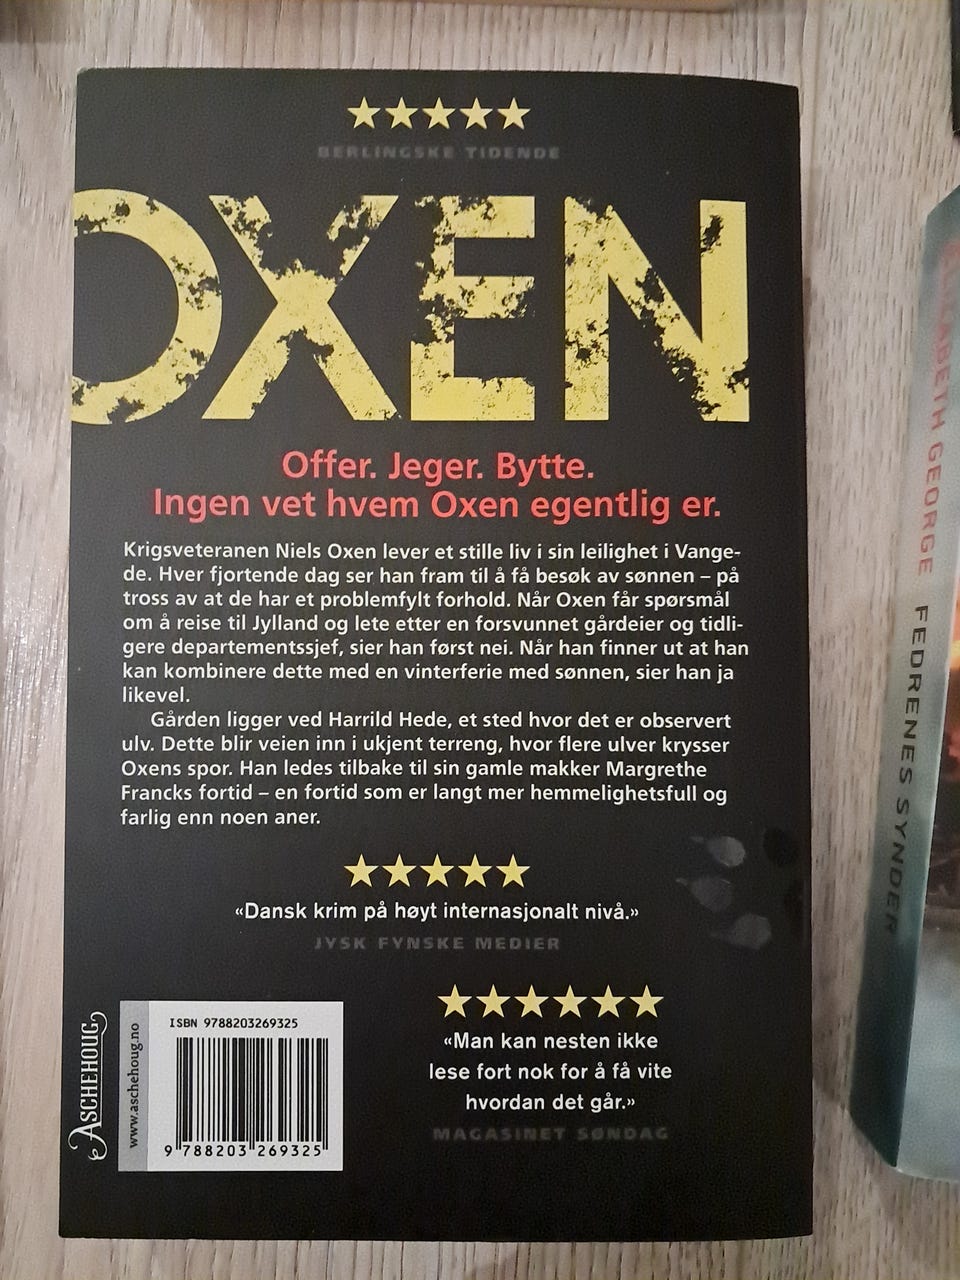 BERLINGSKE TIDENDE
OXEN
Offer. Jeger. Bytte.
Ingen vet hvem Oxen egentlig er.
Krigsveteranen Niels Oxen lever et stille liv i sin leilighet i Vange-
de. Hver fjortende dag ser han fram til å få besøk av sønnen – på
tross av at de har et problemfylt forhold. Når Oxen får spørsmål
om å reise til Jylland og lete etter en forsvunnet gårdeier og tidli-
gere departementssjef, sier han først nei. Når han finner ut at han
kan kombinere dette med en vinterferie med sønnen, sier han ja
likevel.
Gården ligger ved Harrild Hede, et sted hvor det er observert
ulv. Dette blir veien inn i ukjent terreng, hvor flere ulver krysser
Oxens spor. Han ledes tilbake til sin gamle makker Margrethe
Francks fortid – en fortid som er langt mer hemmelighetsfull og
farlig enn noen aner.
«Dansk krim på høyt internasjonalt nivå.»
JYSK FYNSKE MEDIER
«Man kan nesten ikke
lese fort nok for å få vite
hvordan det går.»
MAGASINET SØNDAG
ASCHEHOUG
www.aschehoug.no
ISBN 9788203269325
9 788203 269325
ELIZABETH GEORGE FEDRENES SYNDER